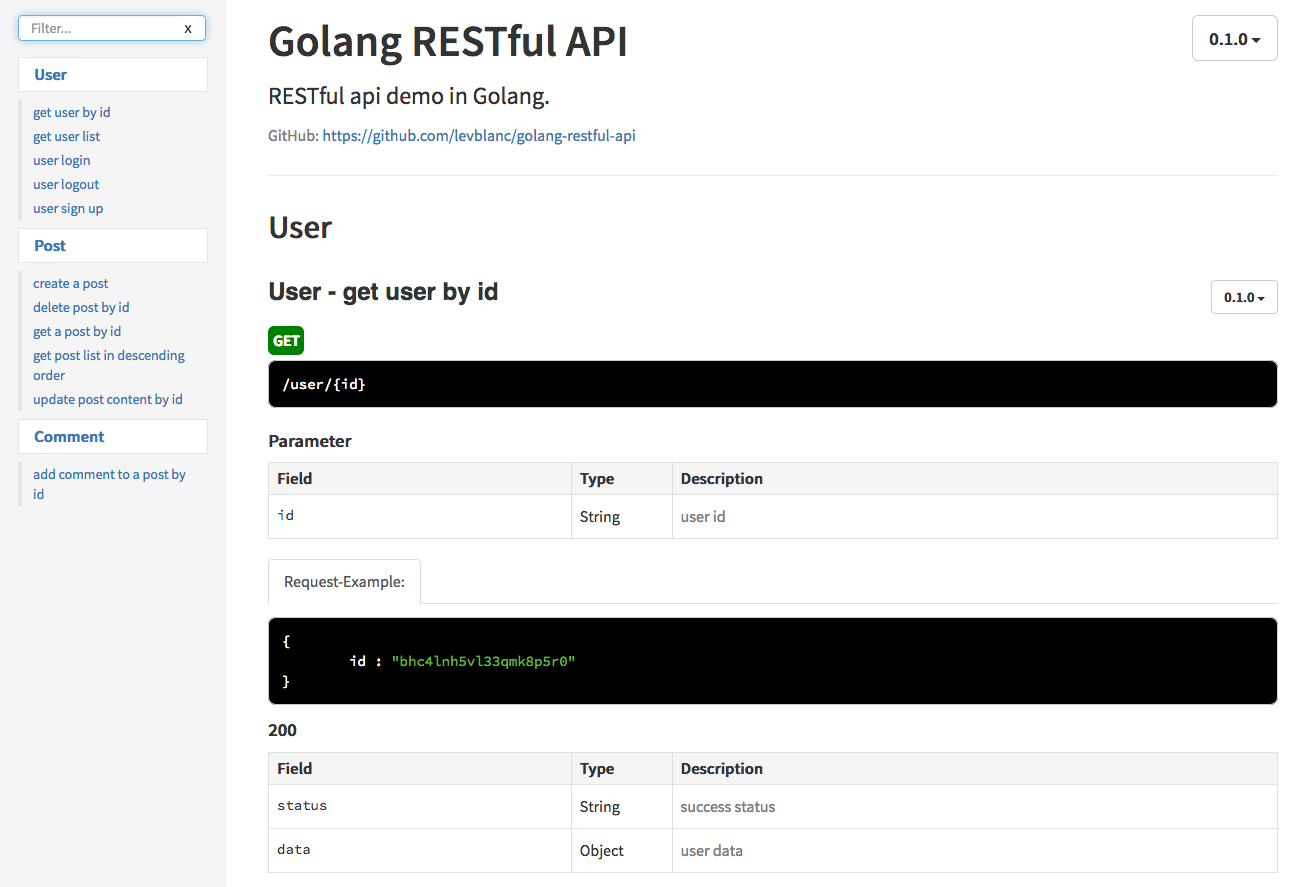 Filter... x
User
get user by id
get user list
user login
user logout
user sign up
Post
create a post
delete post by id
get a post by id
get post list in descending
order
update post content by id
Comment
add comment to a post by
id
Golang RESTful API
0.1.0
RESTful api demo in Golang.
GitHub: https://github.com/levblanc/golang-restful-api
User
User - get user by id
0.1.0
GET
/user/{id}
Parameter
Field Type Description
id String user id
Request-Example:
{
id : "bhc4lnh5vl33qmk8p5r0"
}
200
Field Type Description
status String success status
data Object user data